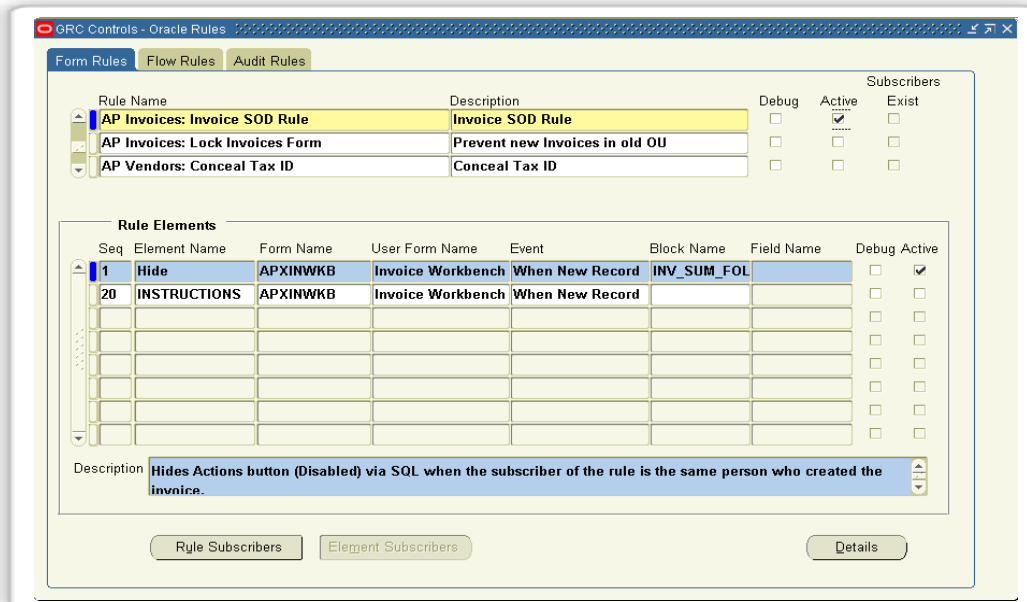 GRC Controls - Oracle Rules
Form Rules Flow Rules Audit Rules
Subscribers
Rule Name Description Debug Active Exist
AP Invoices: Invoice SOD Rule Invoice SOD Rule
AP Invoices: Lock Invoices Form Prevent new Invoices in old OU
AP Vendors: Conceal Tax ID Conceal Tax ID
Rule Elements
Seq Element Name Form Name User Form Name Event Block Name Field Name Debug Active
1 Hide APXINWKB Invoice Workbench When New Record INV_SUM_FOL
20 INSTRUCTIONS APXINWKB Invoice Workbench When New Record
Description Hides Actions button (Disabled) via SQL when the subscriber of the rule is the same person who created the
invoice.
Rule Subscribers Element Subscribers Details